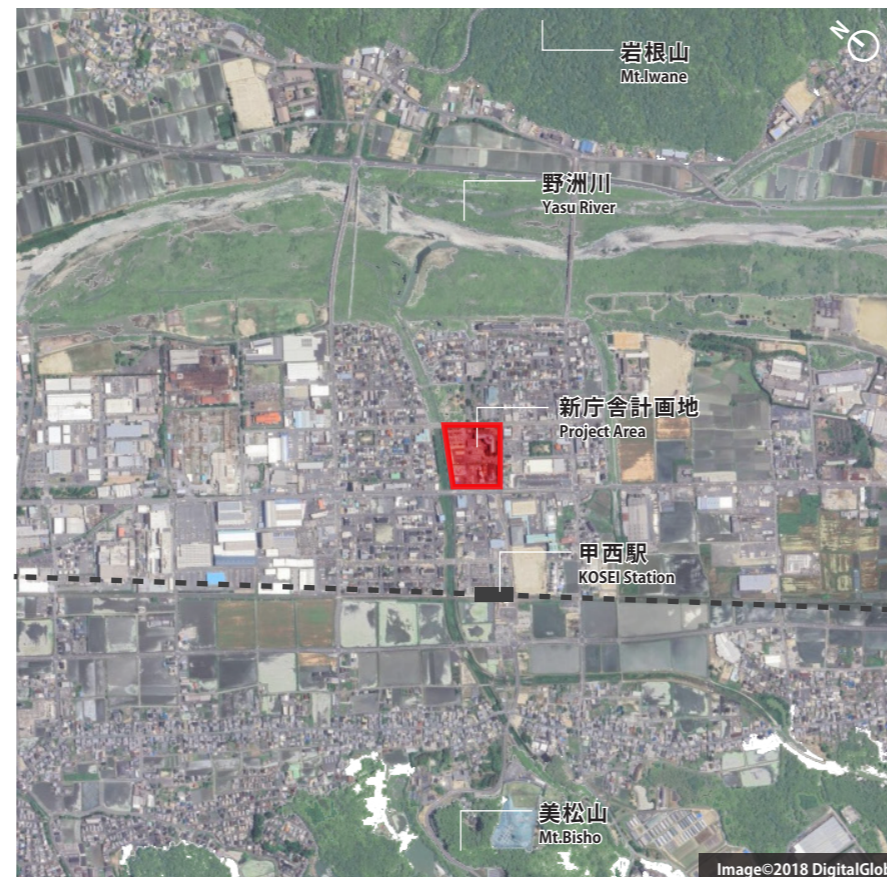 N
岩根山
Mt.Iwane
野洲川
Yasu River
新庁舎計画地
Project Area
甲西駅
KOSEI Station
美松山
Mt.Bisho
Image©2018 DigitalGlob